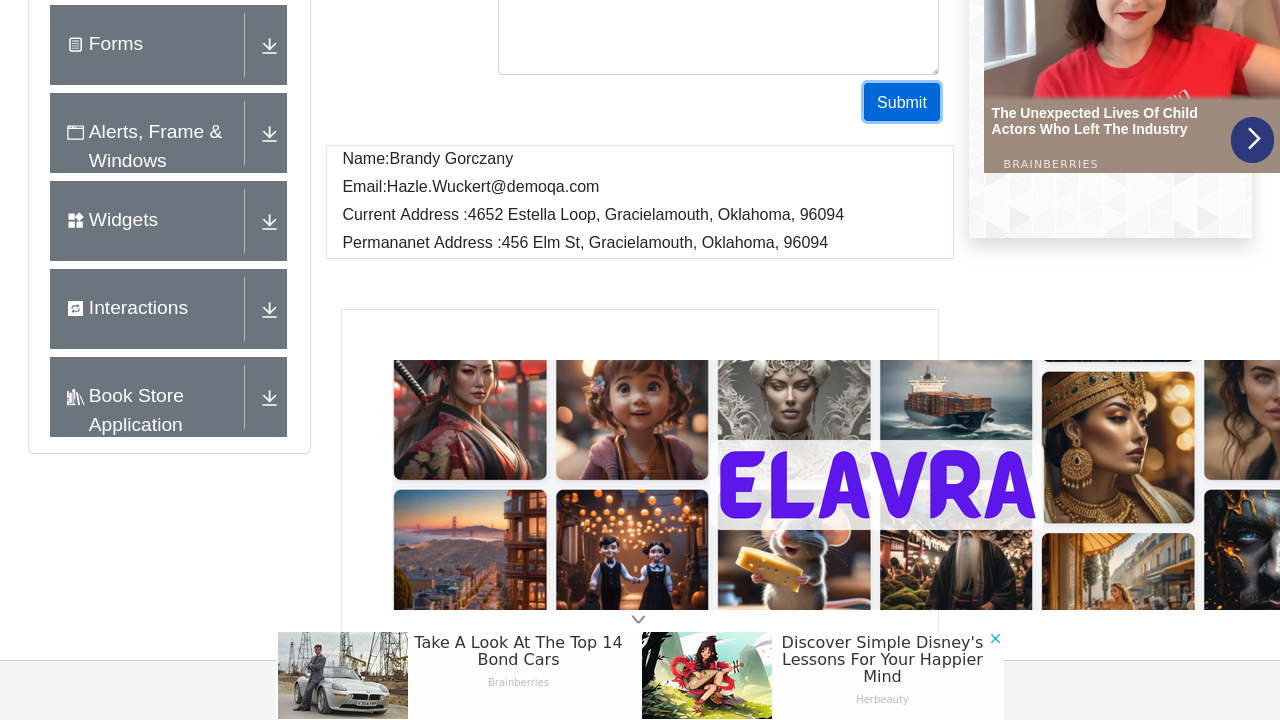 Forms
Alerts, Frame &
Windows
Widgets
Interactions
Book Store
Application
Submit
Name:Brandy Gorczany
Email:Hazle.Wuckert@demoqa.com
Current Address :4652 Estella Loop, Gracielamouth, Oklahoma, 96094
Permananet Address :456 Elm St, Gracielamouth, Oklahoma, 96094
The Unexpected Lives Of Child
Actors Who Left The Industry
BRAINBERRIES
ELAVRA
Take A Look At The Top 14
Bond Cars
Brainberries
Discover Simple Disney's
Lessons For Your Happier
Mind
Herbeauty